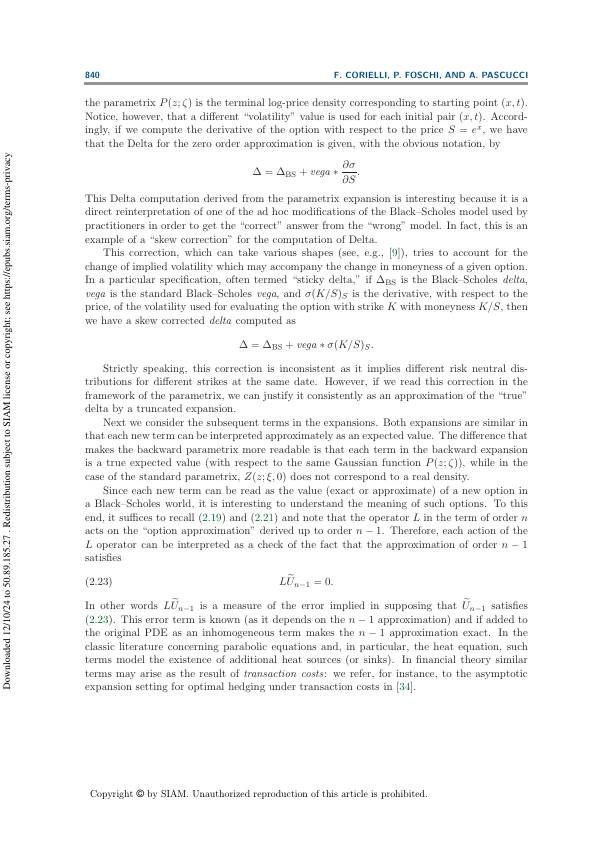 840
F. CORIELLI, P. FOSCHI, AND A. PASCUCCI
the parametrix P(z; ζ) is the terminal log-price density corresponding to starting point (x, t).
Notice, however, that a different “volatility” value is used for each initial pair (x, t). Accord-
ingly, if we compute the derivative of the option with respect to the price S = eˣ, we have
that the Delta for the zero order approximation is given, with the obvious notation, by
Δ = Δ_BS + vega ∗ ∂σ/∂S.
This Delta computation derived from the parametrix expansion is interesting because it is a
direct reinterpretation of one of the ad hoc modifications of the Black–Scholes model used by
practitioners in order to get the “correct” answer from the “wrong” model. In fact, this is an
example of a “skew correction” for the computation of Delta.
This correction, which can take various shapes (see, e.g., [9]), tries to account for the
change of implied volatility which may accompany the change in moneyness of a given option.
In a particular specification, often termed “sticky delta,” if Δ_BS is the Black–Scholes delta,
vega is the standard Black–Scholes vega, and σ(K/S)_S is the derivative, with respect to the
price, of the volatility used for evaluating the option with strike K with moneyness K/S, then
we have a skew corrected delta computed as
Δ = Δ_BS + vega ∗ σ(K/S)_S.
Strictly speaking, this correction is inconsistent as it implies different risk neutral dis-
tributions for different strikes at the same date. However, if we read this correction in the
framework of the parametrix, we can justify it consistently as an approximation of the “true”
delta by a truncated expansion.
Next we consider the subsequent terms in the expansions. Both expansions are similar in
that each new term can be interpreted approximately as an expected value. The difference that
makes the backward parametrix more readable is that each term in the backward expansion
is a true expected value (with respect to the same Gaussian function P(z; ζ)), while in the
case of the standard parametrix, Z(z; ξ, 0) does not correspond to a real density.
Since each new term can be read as the value (exact or approximate) of a new option in
a Black–Scholes world, it is interesting to understand the meaning of such options. To this
end, it suffices to recall (2.19) and (2.21) and note that the operator L in the term of order n
acts on the “option approximation” derived up to order n − 1. Therefore, each action of the
L operator can be interpreted as a check of the fact that the approximation of order n − 1
satisfies
(2.23) LŨ_{n−1} = 0.
In other words LŨ_{n−1} is a measure of the error implied in supposing that Ũ_{n−1} satisfies
(2.23). This error term is known (as it depends on the n − 1 approximation) and if added to
the original PDE as an inhomogeneous term makes the n − 1 approximation exact. In the
classic literature concerning parabolic equations and, in particular, the heat equation, such
terms model the existence of additional heat sources (or sinks). In financial theory similar
terms may arise as the result of transaction costs: we refer, for instance, to the asymptotic
expansion setting for optimal hedging under transaction costs in [34].
Copyright © by SIAM. Unauthorized reproduction of this article is prohibited.
Downloaded 12/10/24 to 50.89.185.27 . Redistribution subject to SIAM license or copyright; see https://epubs.siam.org/terms-privacy